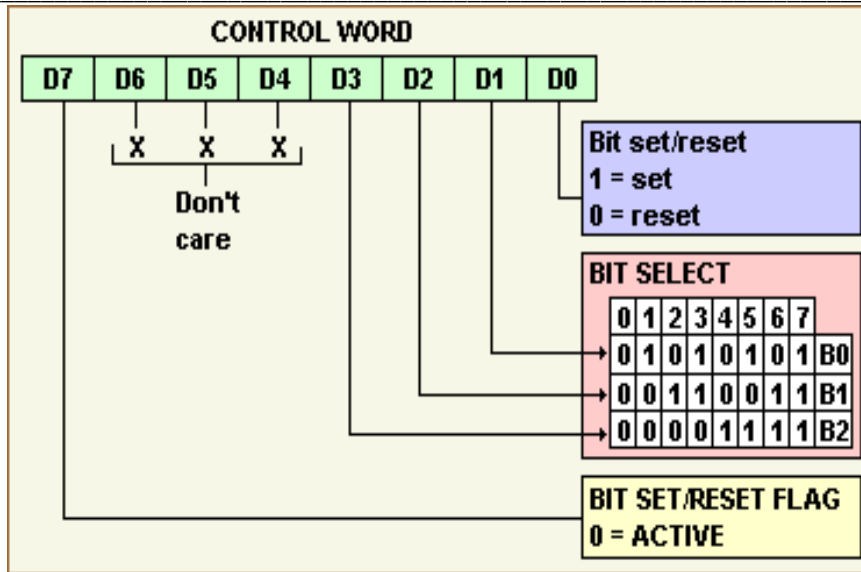 CONTROL WORD
D7 D6 D5 D4 D3 D2 D1 D0
X X X
Don't
care
Bit set/reset
1 = set
0 = reset
BIT SELECT
0 1 2 3 4 5 6 7
0 1 0 1 0 1 0 1 B0
0 0 1 1 0 0 1 1 B1
0 0 0 0 1 1 1 1 B2
BIT SET/RESET FLAG
0 = ACTIVE